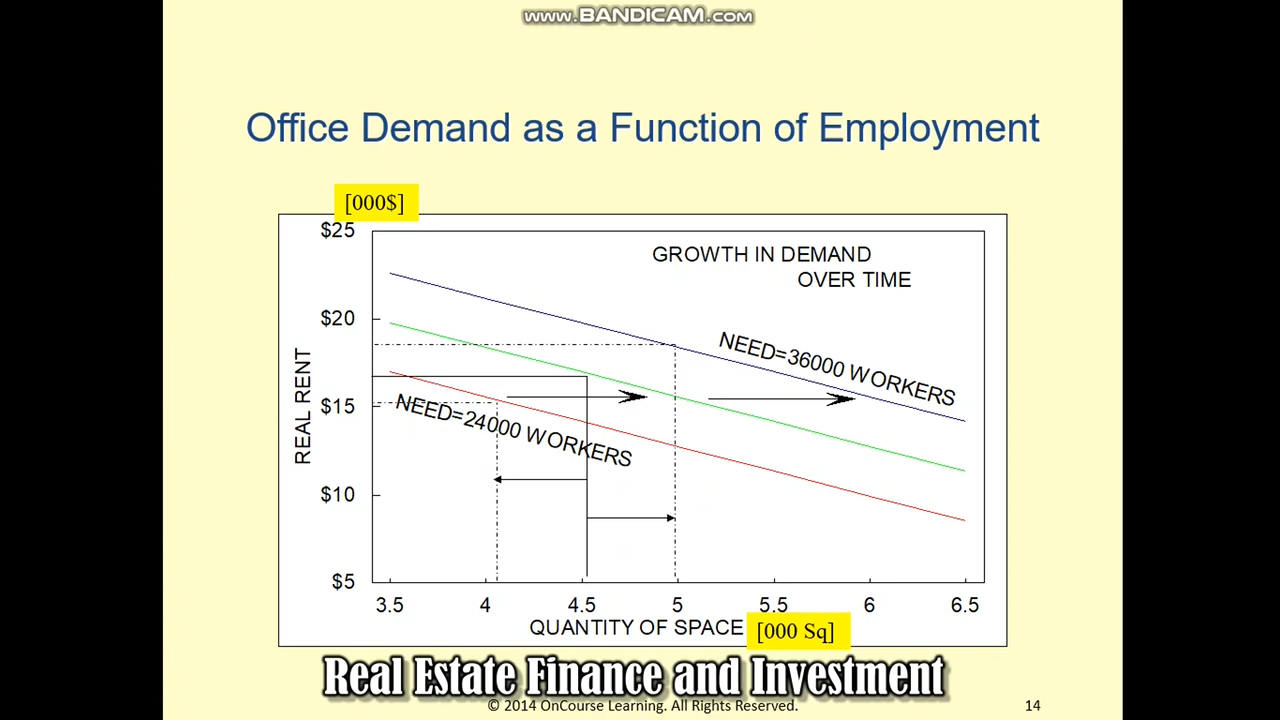 www.BANDICAM.com
Office Demand as a Function of Employment
[000$]
$25
GROWTH IN DEMAND
OVER TIME
$20
NEED=36000 WORKERS
REAL RENT
$15
NEED=24000 WORKERS
$10
$5
3.5 4 4.5 5 5.5 6 6.5
QUANTITY OF SPACE [000 Sq]
Real Estate Finance and Investment
© 2014 OnCourse Learning. All Rights Reserved. 14